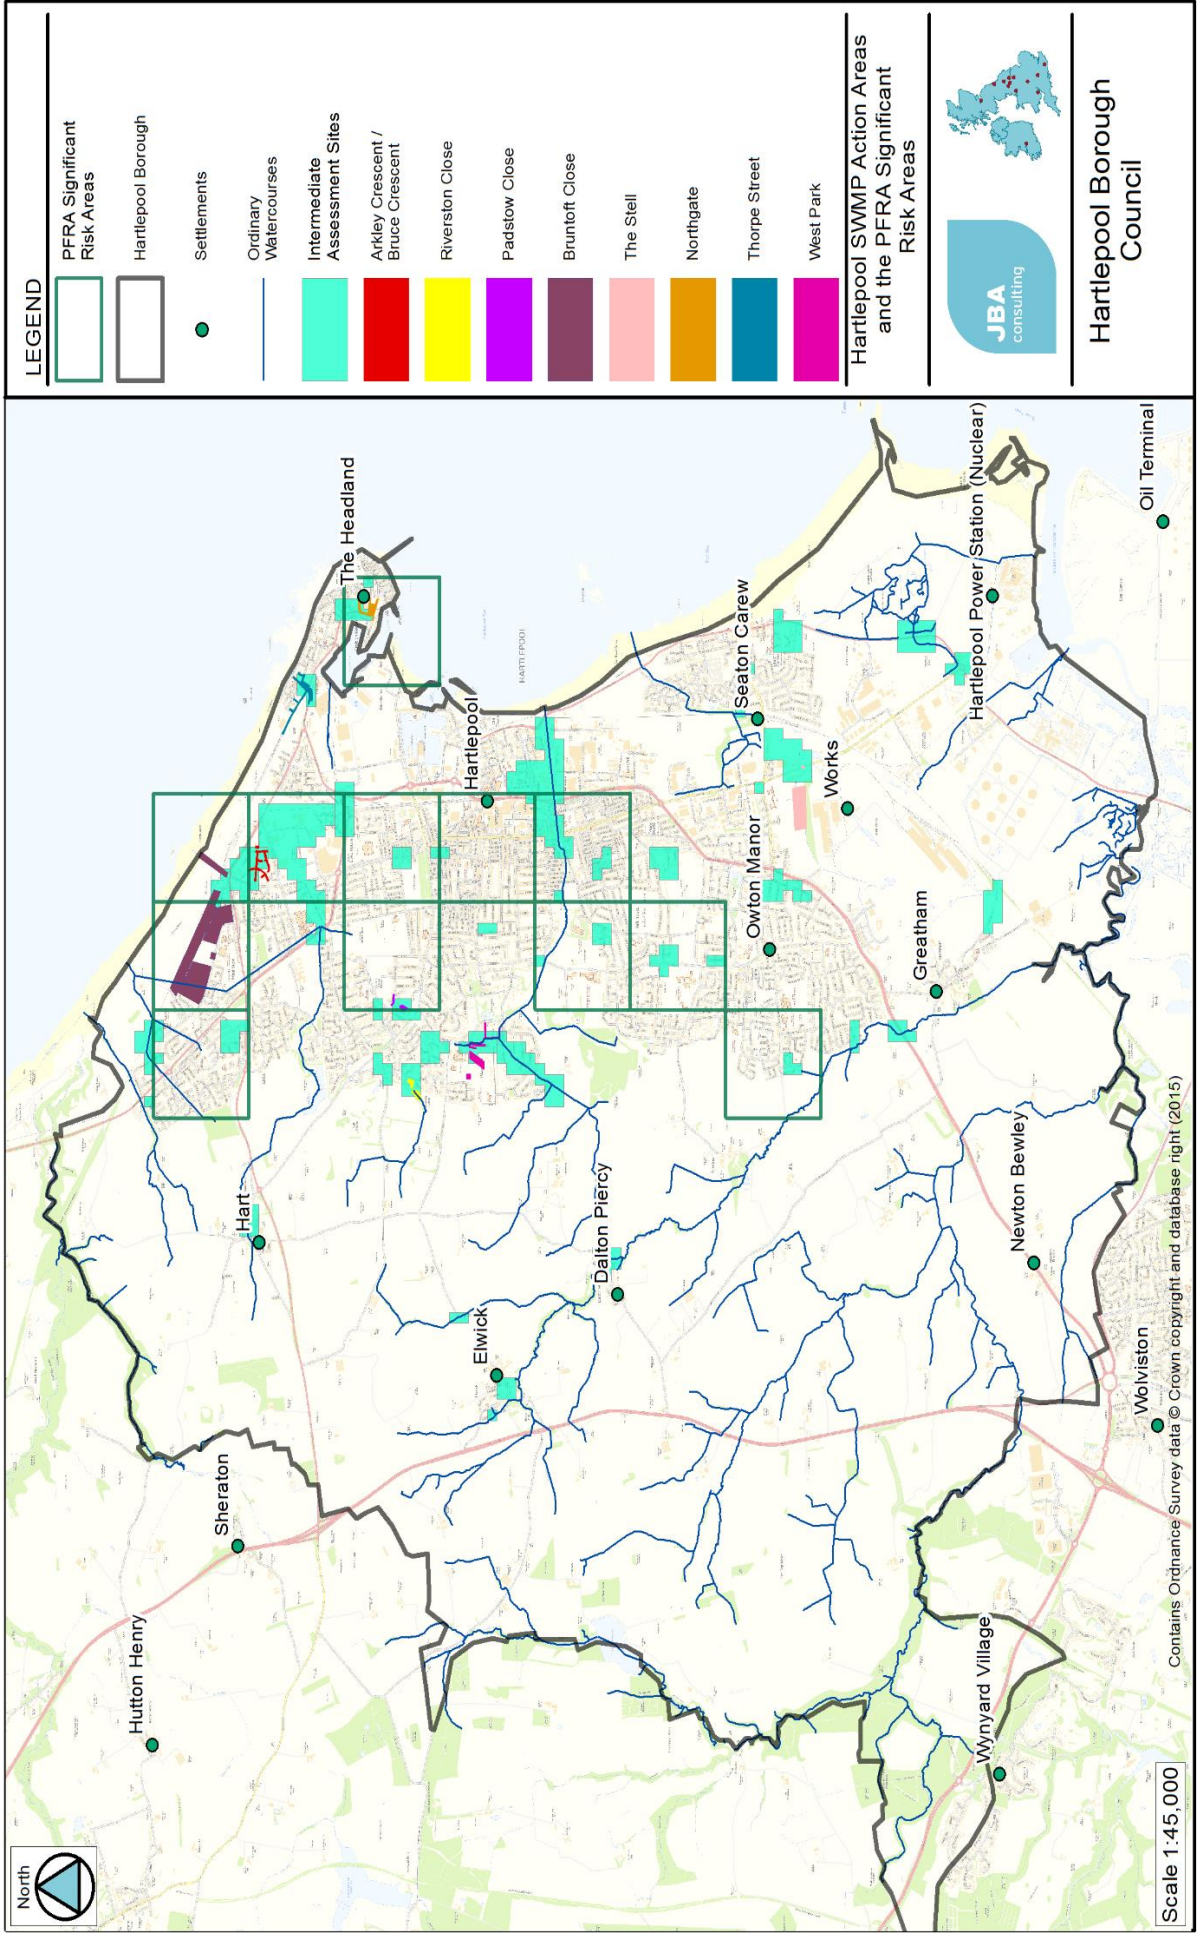 North
Hutton Henry
Sheraton
Hart
The Headland
Hartlepool
HARTLEPOOL
Elwick
Dalton Piercy
Seaton Carew
Owton Manor
Works
Greatham
Hartlepool Power Station (Nuclear)
Newton Bewley
Wynyard Village
Wolviston
Oil Terminal
Scale 1:45,000
Contains Ordnance Survey data © Crown copyright and database right (2015)
LEGEND
PFRA Significant
Risk Areas
Hartlepool Borough
Settlements
Ordinary
Watercourses
Intermediate
Assessment Sites
Arkley Crescent /
Bruce Crescent
Riverston Close
Padstow Close
Bruntoft Close
The Stell
Northgate
Thorpe Street
West Park
Hartlepool SWMP Action Areas
and the PFRA Significant
Risk Areas
JBA
consulting
Hartlepool Borough
Council